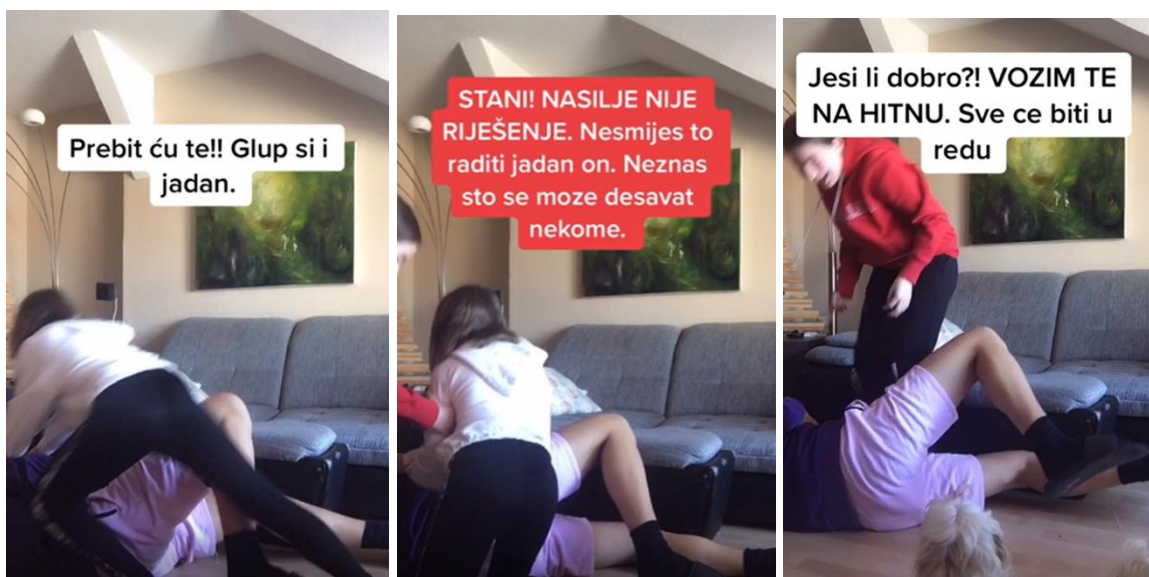 Prebit ću te!! Glup si i
jadan.
STANI! NASILJE NIJE
RIJEŠENJE. Nesmijes to
raditi jadan on. Neznas
sto se moze desavat
nekome.
Jesi li dobro?! VOZIM TE
NA HITNU. Sve ce biti u
redu